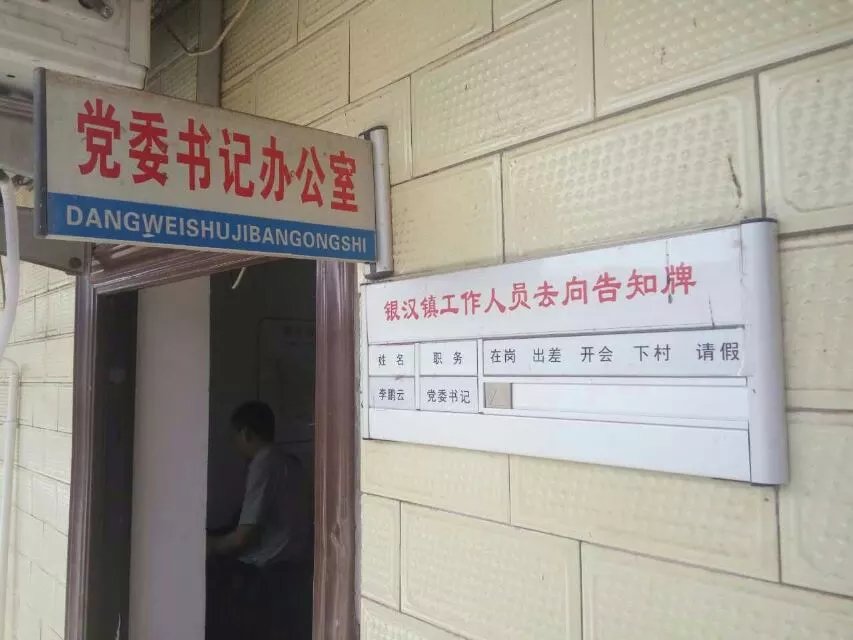 党委书记办公室
DANGWEISHUJIBANGONGSHI
银汉镇工作人员去向告知牌
姓名 职务 在岗 出差 开会 下村 请假
李鹏云 党委书记